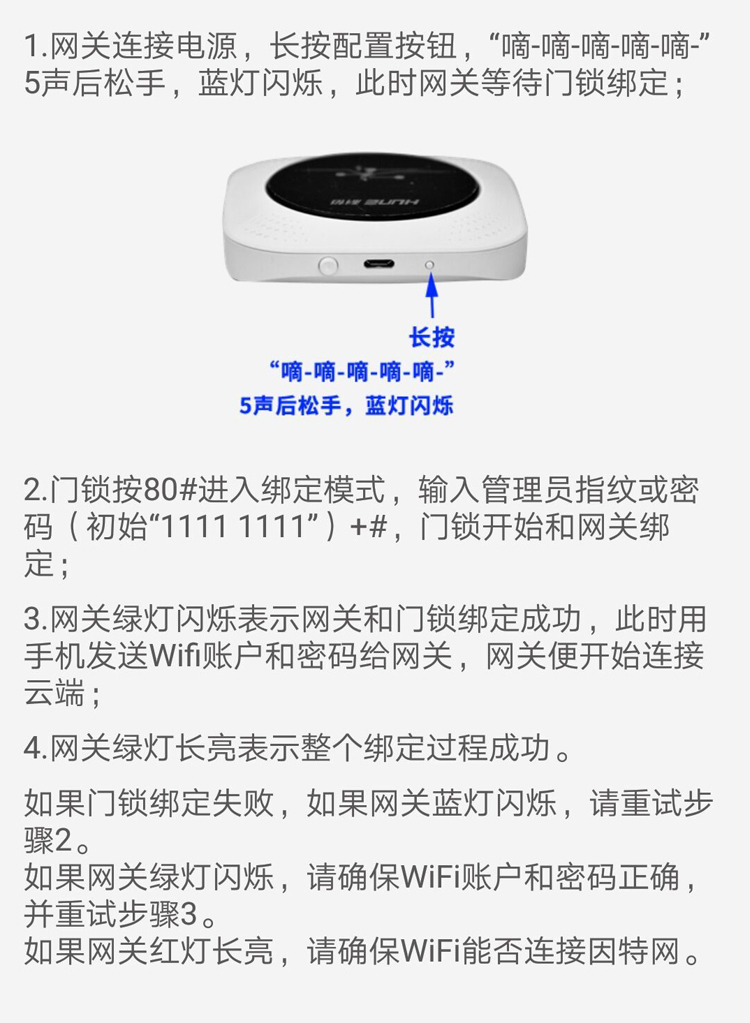 1.网关连接电源，长按配置按钮，“嘀-嘀-嘀-嘀-嘀-”
5声后松手，蓝灯闪烁，此时网关等待门锁绑定；
HUNE
长按
“嘀-嘀-嘀-嘀-嘀-”
5声后松手，蓝灯闪烁
2.门锁按80#进入绑定模式，输入管理员指纹或密
码（初始“1111 1111”）+#，门锁开始和网关绑
定；
3.网关绿灯闪烁表示网关和门锁绑定成功，此时用
手机发送Wifi账户和密码给网关，网关便开始连接
云端；
4.网关绿灯长亮表示整个绑定过程成功。
如果门锁绑定失败，如果网关蓝灯闪烁，请重试步
骤2。
如果网关绿灯闪烁，请确保WiFi账户和密码正确，
并重试步骤3。
如果网关红灯长亮，请确保WiFi能否连接因特网。